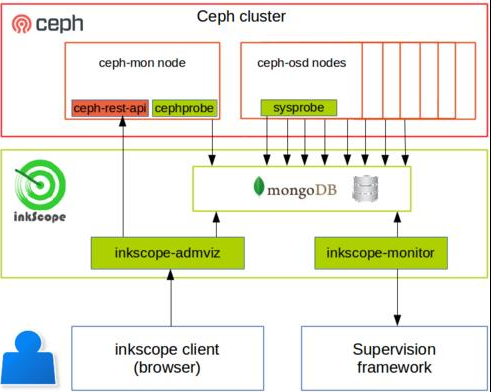 ceph
Ceph cluster
ceph-mon node
ceph-osd nodes
ceph-rest-api
cephprobe
sysprobe
inkScope
mongoDB
inkscope-admviz
inkscope-monitor
inkscope client
(browser)
Supervision
framework